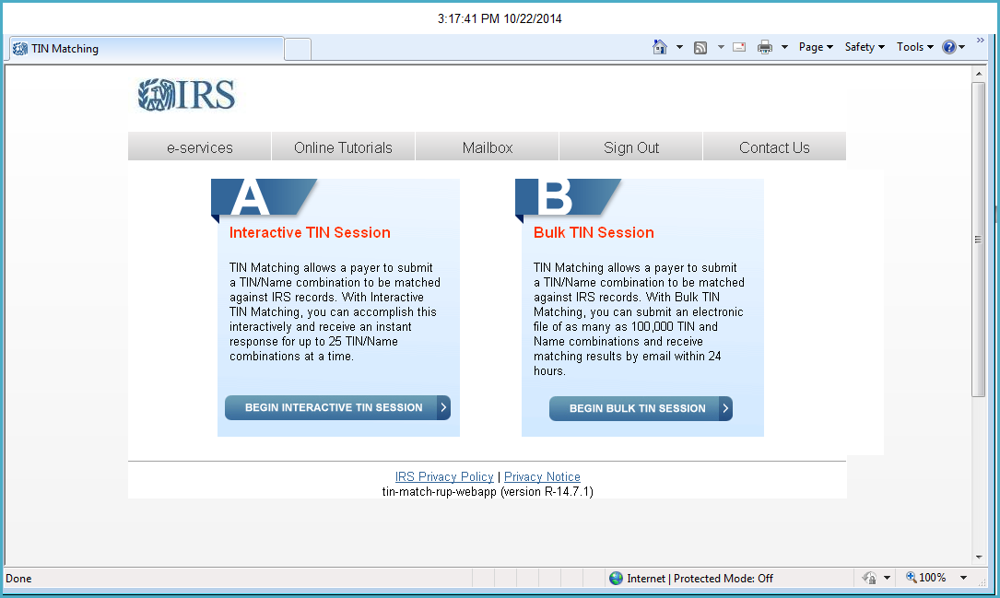 3:17:41 PM 10/22/2014
TIN Matching
Page
Safety
Tools
»
IRS
e-services
Online Tutorials
Mailbox
Sign Out
Contact Us
A
Interactive TIN Session
TIN Matching allows a payer to submit
a TIN/Name combination to be matched
against IRS records. With Interactive
TIN Matching, you can accomplish this
interactively and receive an instant
response for up to 25 TIN/Name
combinations at a time.
BEGIN INTERACTIVE TIN SESSION
B
Bulk TIN Session
TIN Matching allows a payer to submit
a TIN/Name combination to be matched
against IRS records. With Bulk TIN
Matching, you can submit an electronic
file of as many as 100,000 TIN and
Name combinations and receive
matching results by email within 24
hours.
BEGIN BULK TIN SESSION
IRS Privacy Policy | Privacy Notice
tin-match-rup-webapp (version R-14.7.1)
Done
Internet | Protected Mode: Off
100%